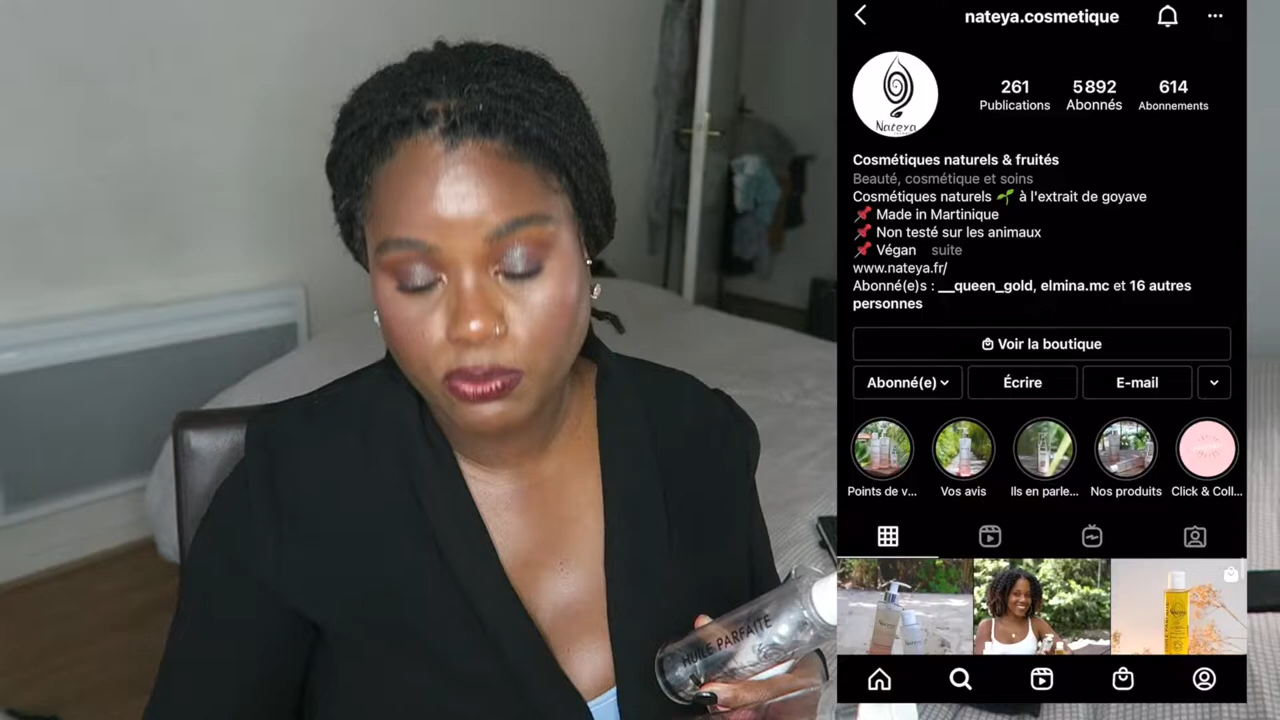 nateya.cosmetique
261
5 892
614
Publications
Abonnés
Abonnements
Nateya
Cosmétiques naturels & fruités
Beauté, cosmétique et soins
Cosmétiques naturels 🌱 à l'extrait de goyave
📌 Made in Martinique
📌 Non testé sur les animaux
📌 Végan suite
www.nateya.fr/
Abonné(e)s : __queen_gold, elmina.mc et 16 autres
personnes
Voir la boutique
Abonné(e)
Écrire
E-mail
Points de v...
Vos avis
Ils en parle...
Nos produits
Click & Coll...
HUILE PARFAITE